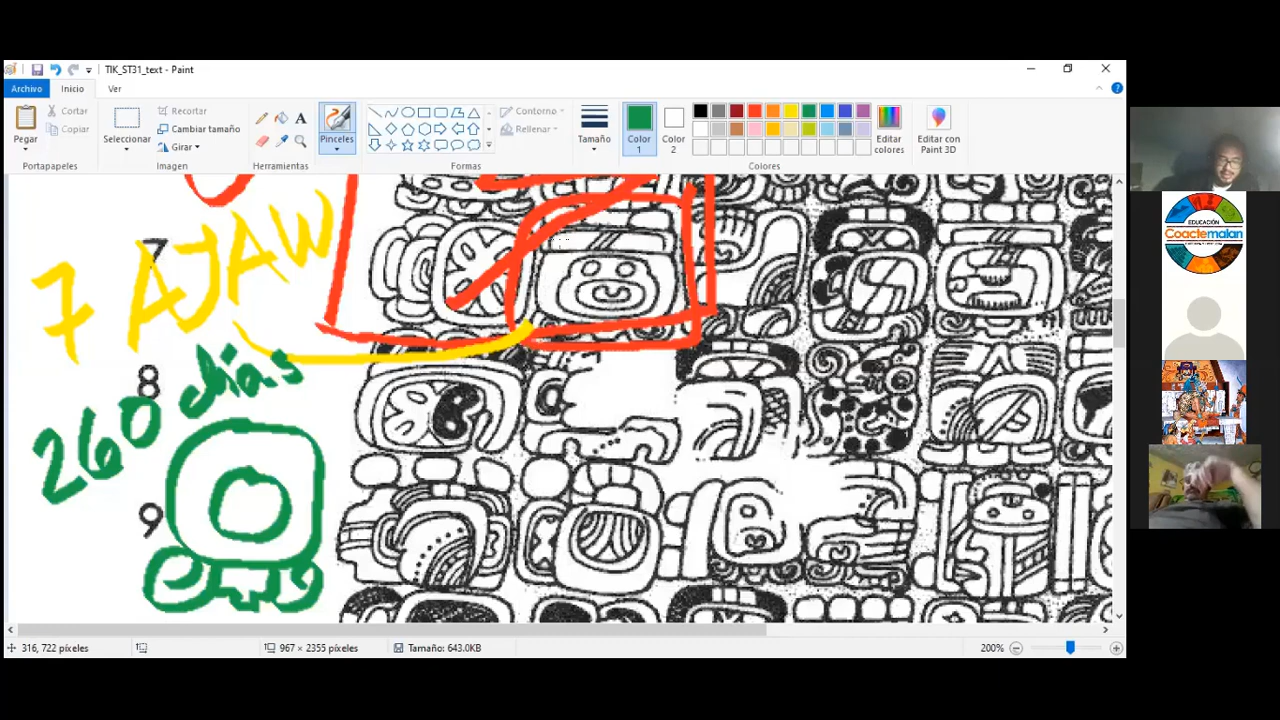 TIK_ST31_text - Paint
Archivo Inicio Ver
Pegar
Cortar
Copiar
Portapapeles
Seleccionar
Recortar
Cambiar tamaño
Girar
Imagen
Herramientas
Pinceles
Contorno
Rellenar
Formas
Tamaño
Color 1
Color 2
Editar colores
Colores
Editar con Paint 3D
7
7 AJAW
8
260 días
9
316, 722 píxeles
967 × 2355 píxeles
Tamaño: 643.0KB
200%
EDUCACIÓN
Coactemalan